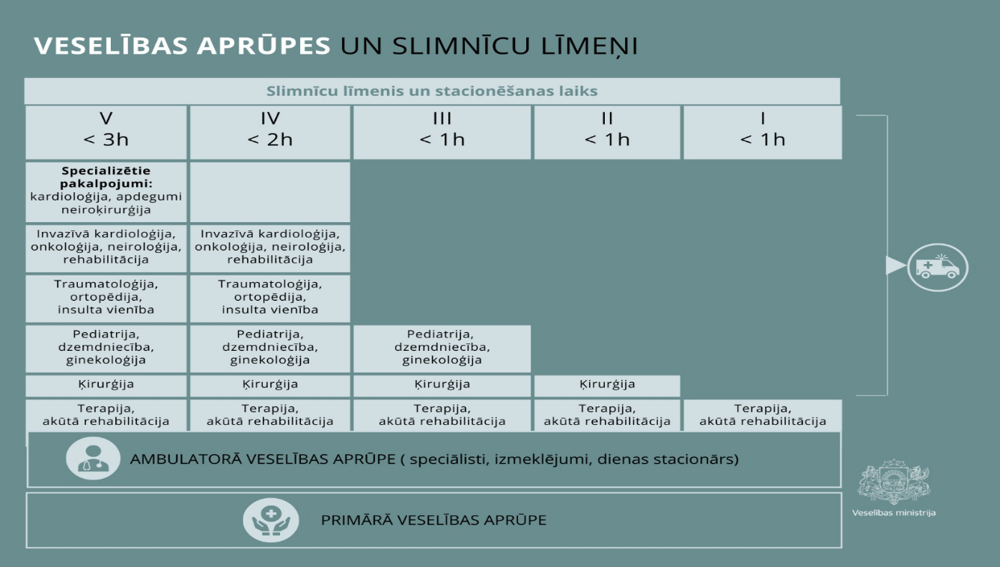 VESELĪBAS APRŪPES UN SLIMNĪCU LĪMEŅI
Slimnīcu līmenis un stacionēšanas laiks
V
< 3h
IV
< 2h
III
< 1h
II
< 1h
I
< 1h
Specializētie
pakalpojumi:
kardioloģija, apdegumi
neiroķirurģija
Invazīvā kardioloģija,
onkoloģija, neiroloģija,
rehabilitācija
Invazīvā kardioloģija,
onkoloģija, neiroloģija,
rehabilitācija
Traumatoloģija,
ortopēdija,
insulta vienība
Traumatoloģija,
ortopēdija,
insulta vienība
Pediatrija,
dzemdniecība,
ginekoloģija
Pediatrija,
dzemdniecība,
ginekoloģija
Pediatrija,
dzemdniecība,
ginekoloģija
Ķirurģija
Ķirurģija
Ķirurģija
Ķirurģija
Terapija,
akūtā rehabilitācija
Terapija,
akūtā rehabilitācija
Terapija,
akūtā rehabilitācija
Terapija,
akūtā rehabilitācija
Terapija,
akūtā rehabilitācija
AMBULATORĀ VESELĪBAS APRŪPE ( speciālisti, izmeklējumi, dienas stacionārs)
PRIMĀRĀ VESELĪBAS APRŪPE
Veselības ministrija